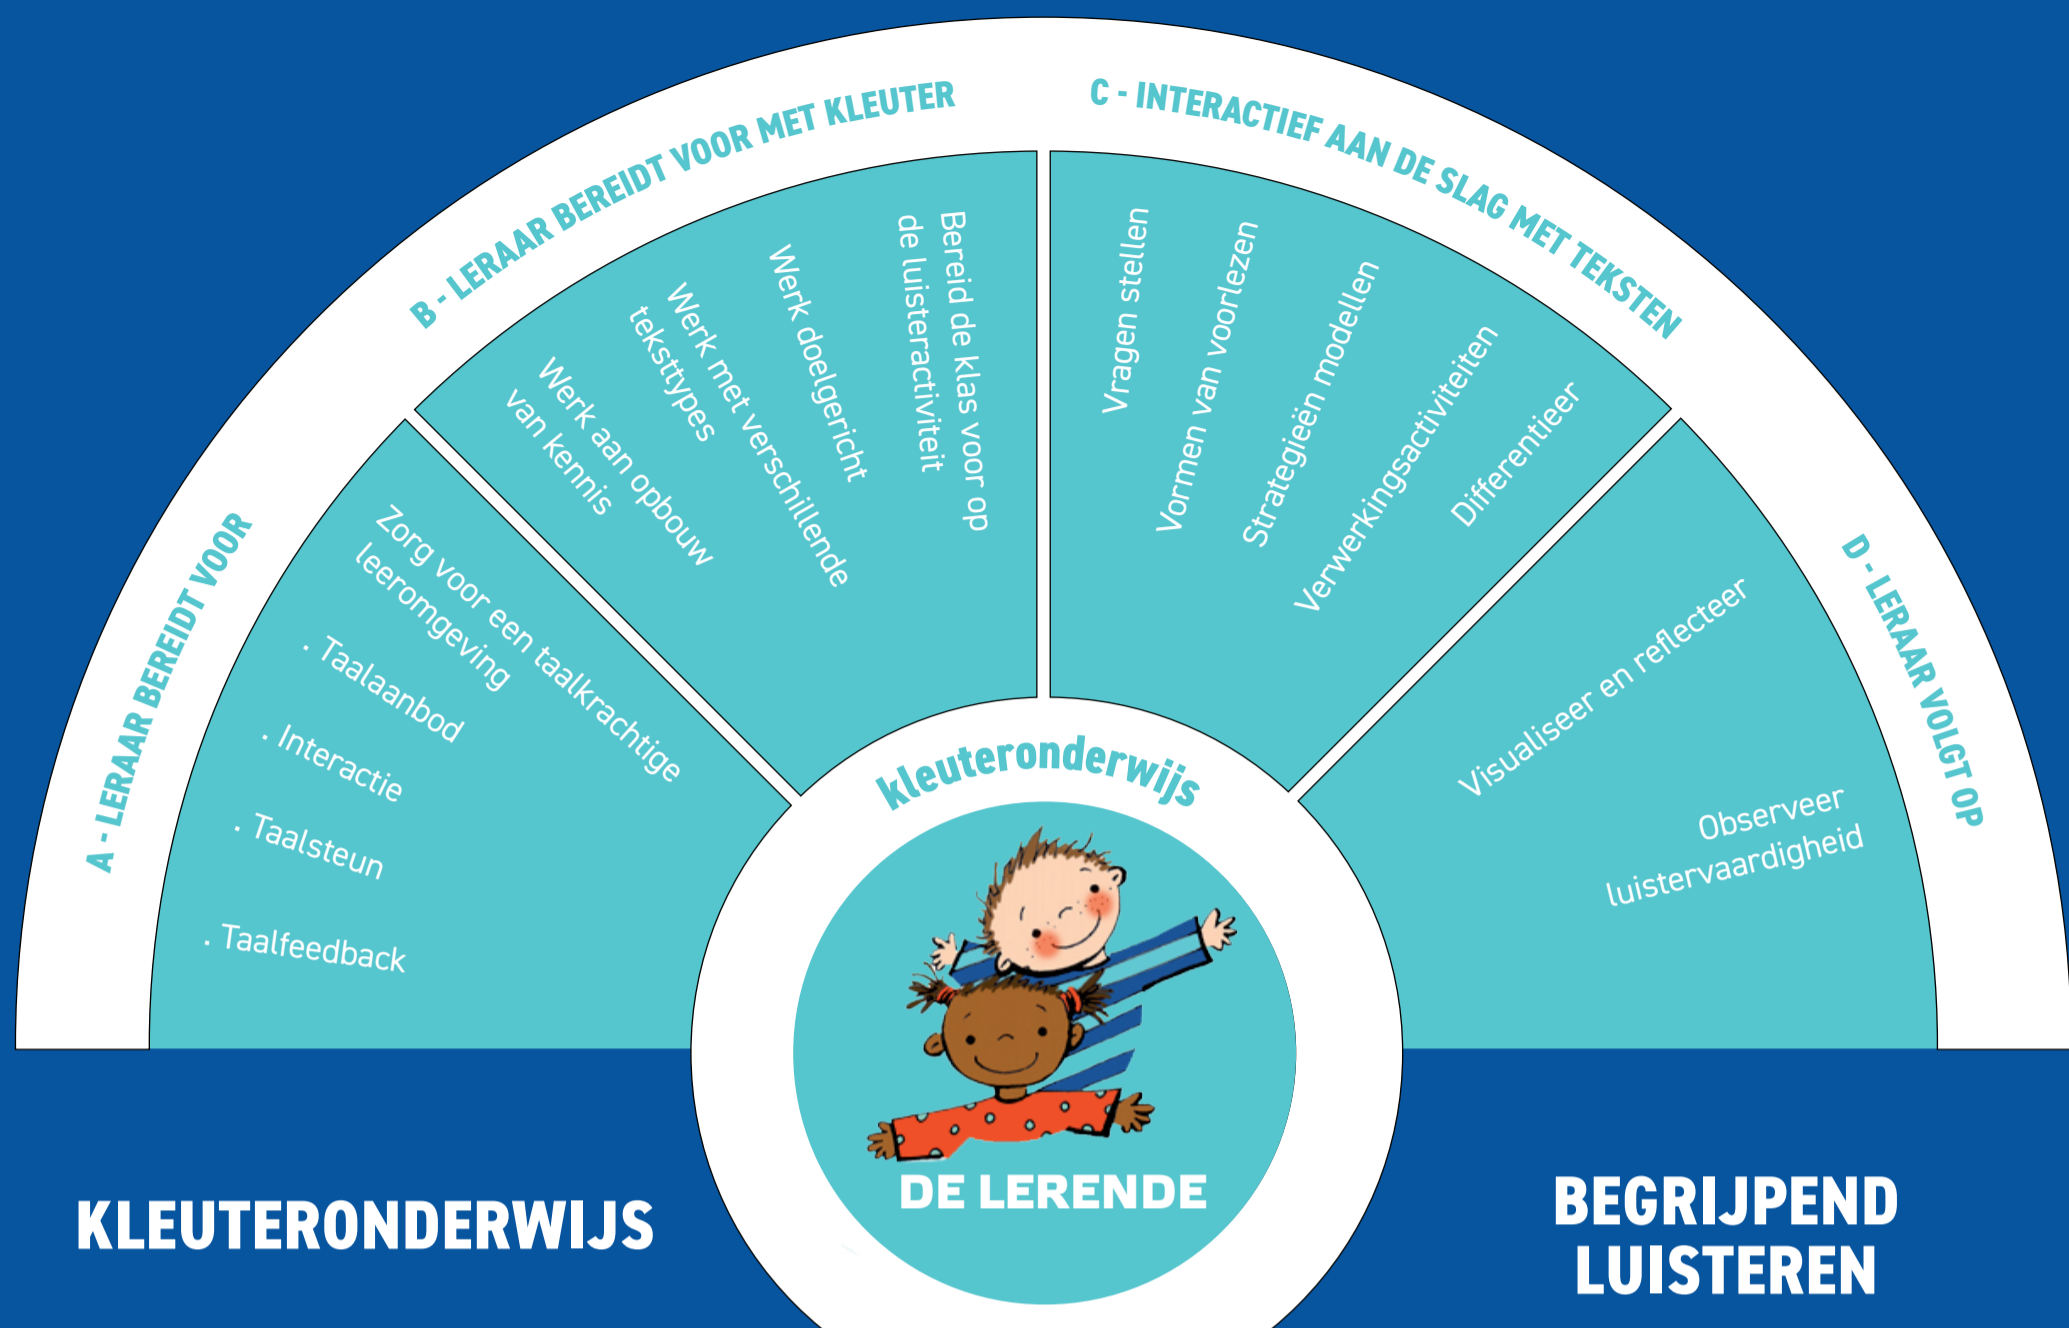 A - LERAAR BEREIDT VOOR
Zorg voor een taalkrachtige
leeromgeving
. Taalaanbod
. Interactie
. Taalsteun
. Taalfeedback
B - LERAAR BEREIDT VOOR MET KLEUTER
Werk aan opbouw
van kennis
Werk met verschillende
teksttypes
Werk doelgericht
Bereid de klas voor op
de luisteractiviteit
C - INTERACTIEF AAN DE SLAG MET TEKSTEN
Vragen stellen
Vormen van voorlezen
Strategieën modellen
Verwerkingsactiviteiten
Differentieer
D - LERAAR VOLGT OP
Visualiseer en reflecteer
Observeer
luistervaardigheid
kleuteronderwijs
DE LERENDE
KLEUTERONDERWIJS
BEGRIJPEND
LUISTEREN